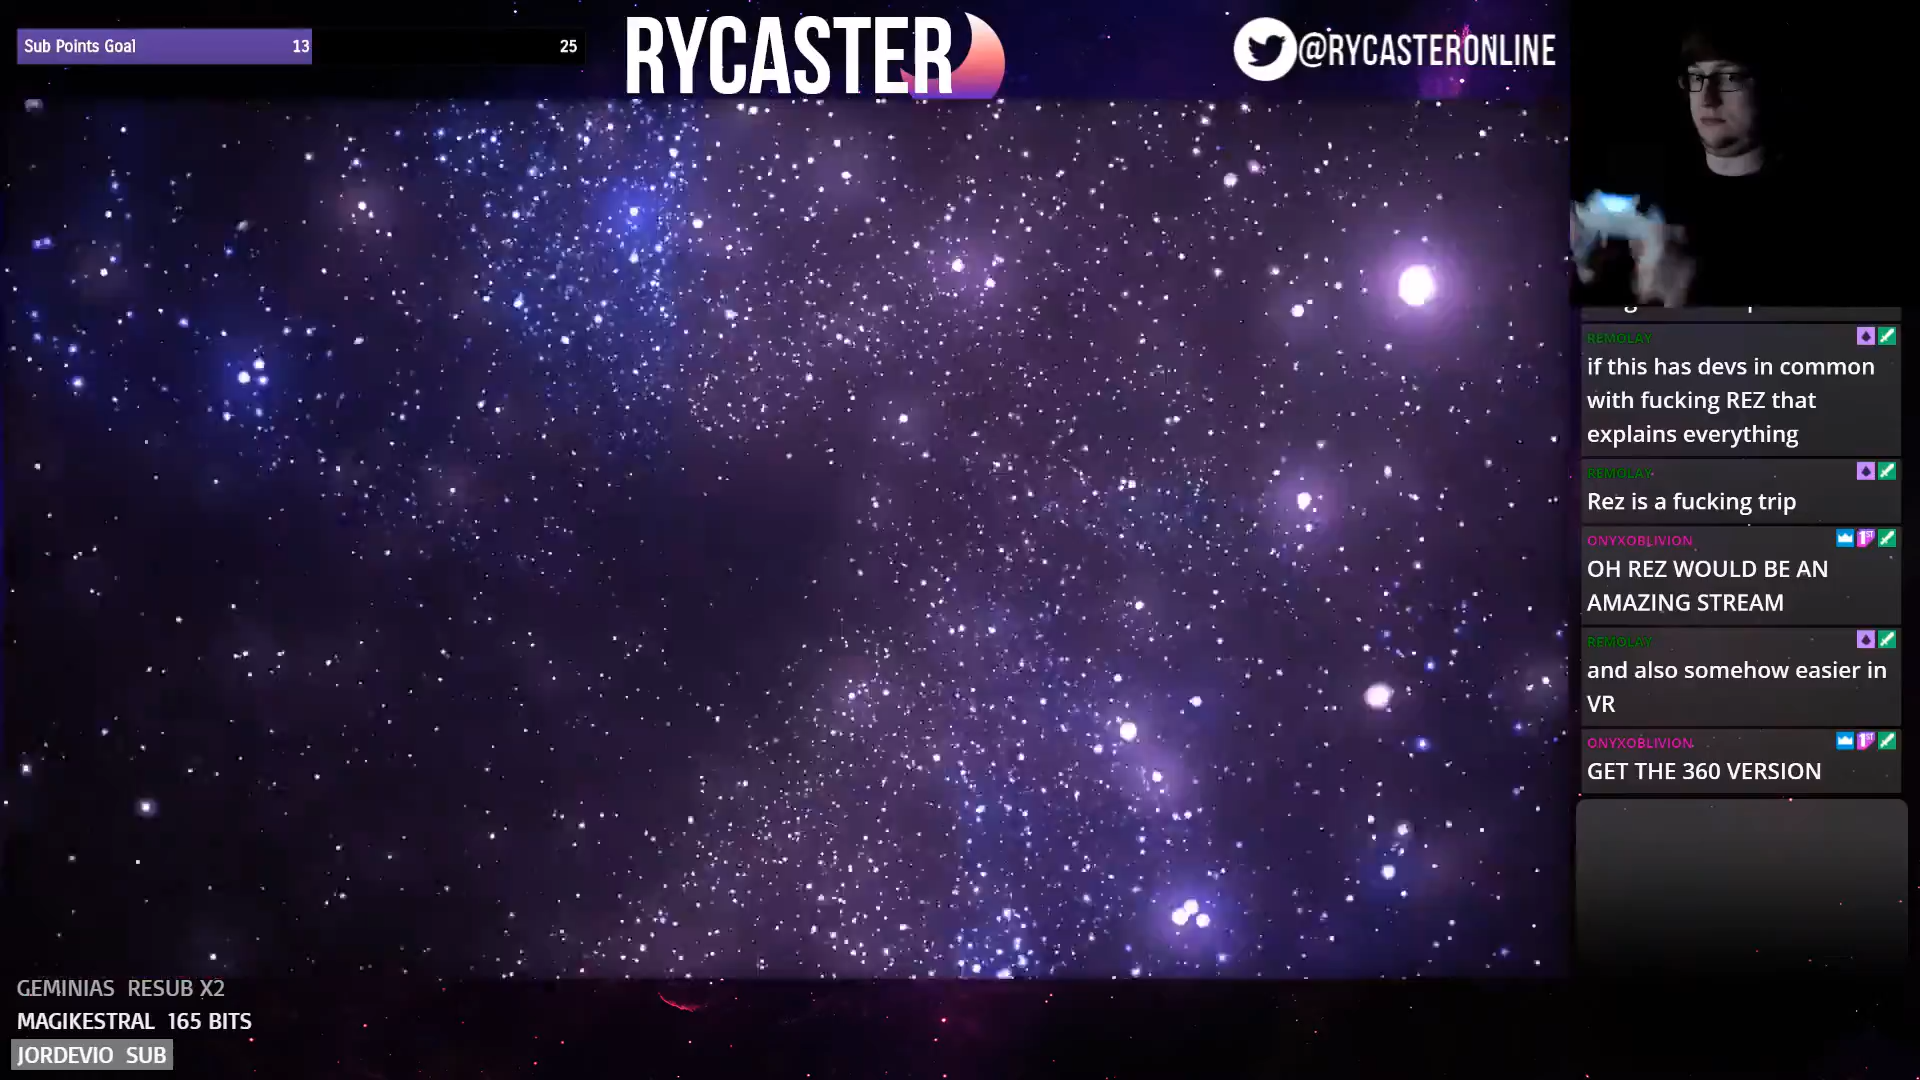 Sub Points Goal 13 25
RYCASTER
@RYCASTERONLINE
REMOLAY
if this has devs in common
with fucking REZ that
explains everything
REMOLAY
Rez is a fucking trip
ONYXOBLIVION
OH REZ WOULD BE AN
AMAZING STREAM
REMOLAY
and also somehow easier in
VR
ONYXOBLIVION
GET THE 360 VERSION
GEMINIAS RESUB X2
MAGIKESTRAL 165 BITS
JORDEVIO SUB